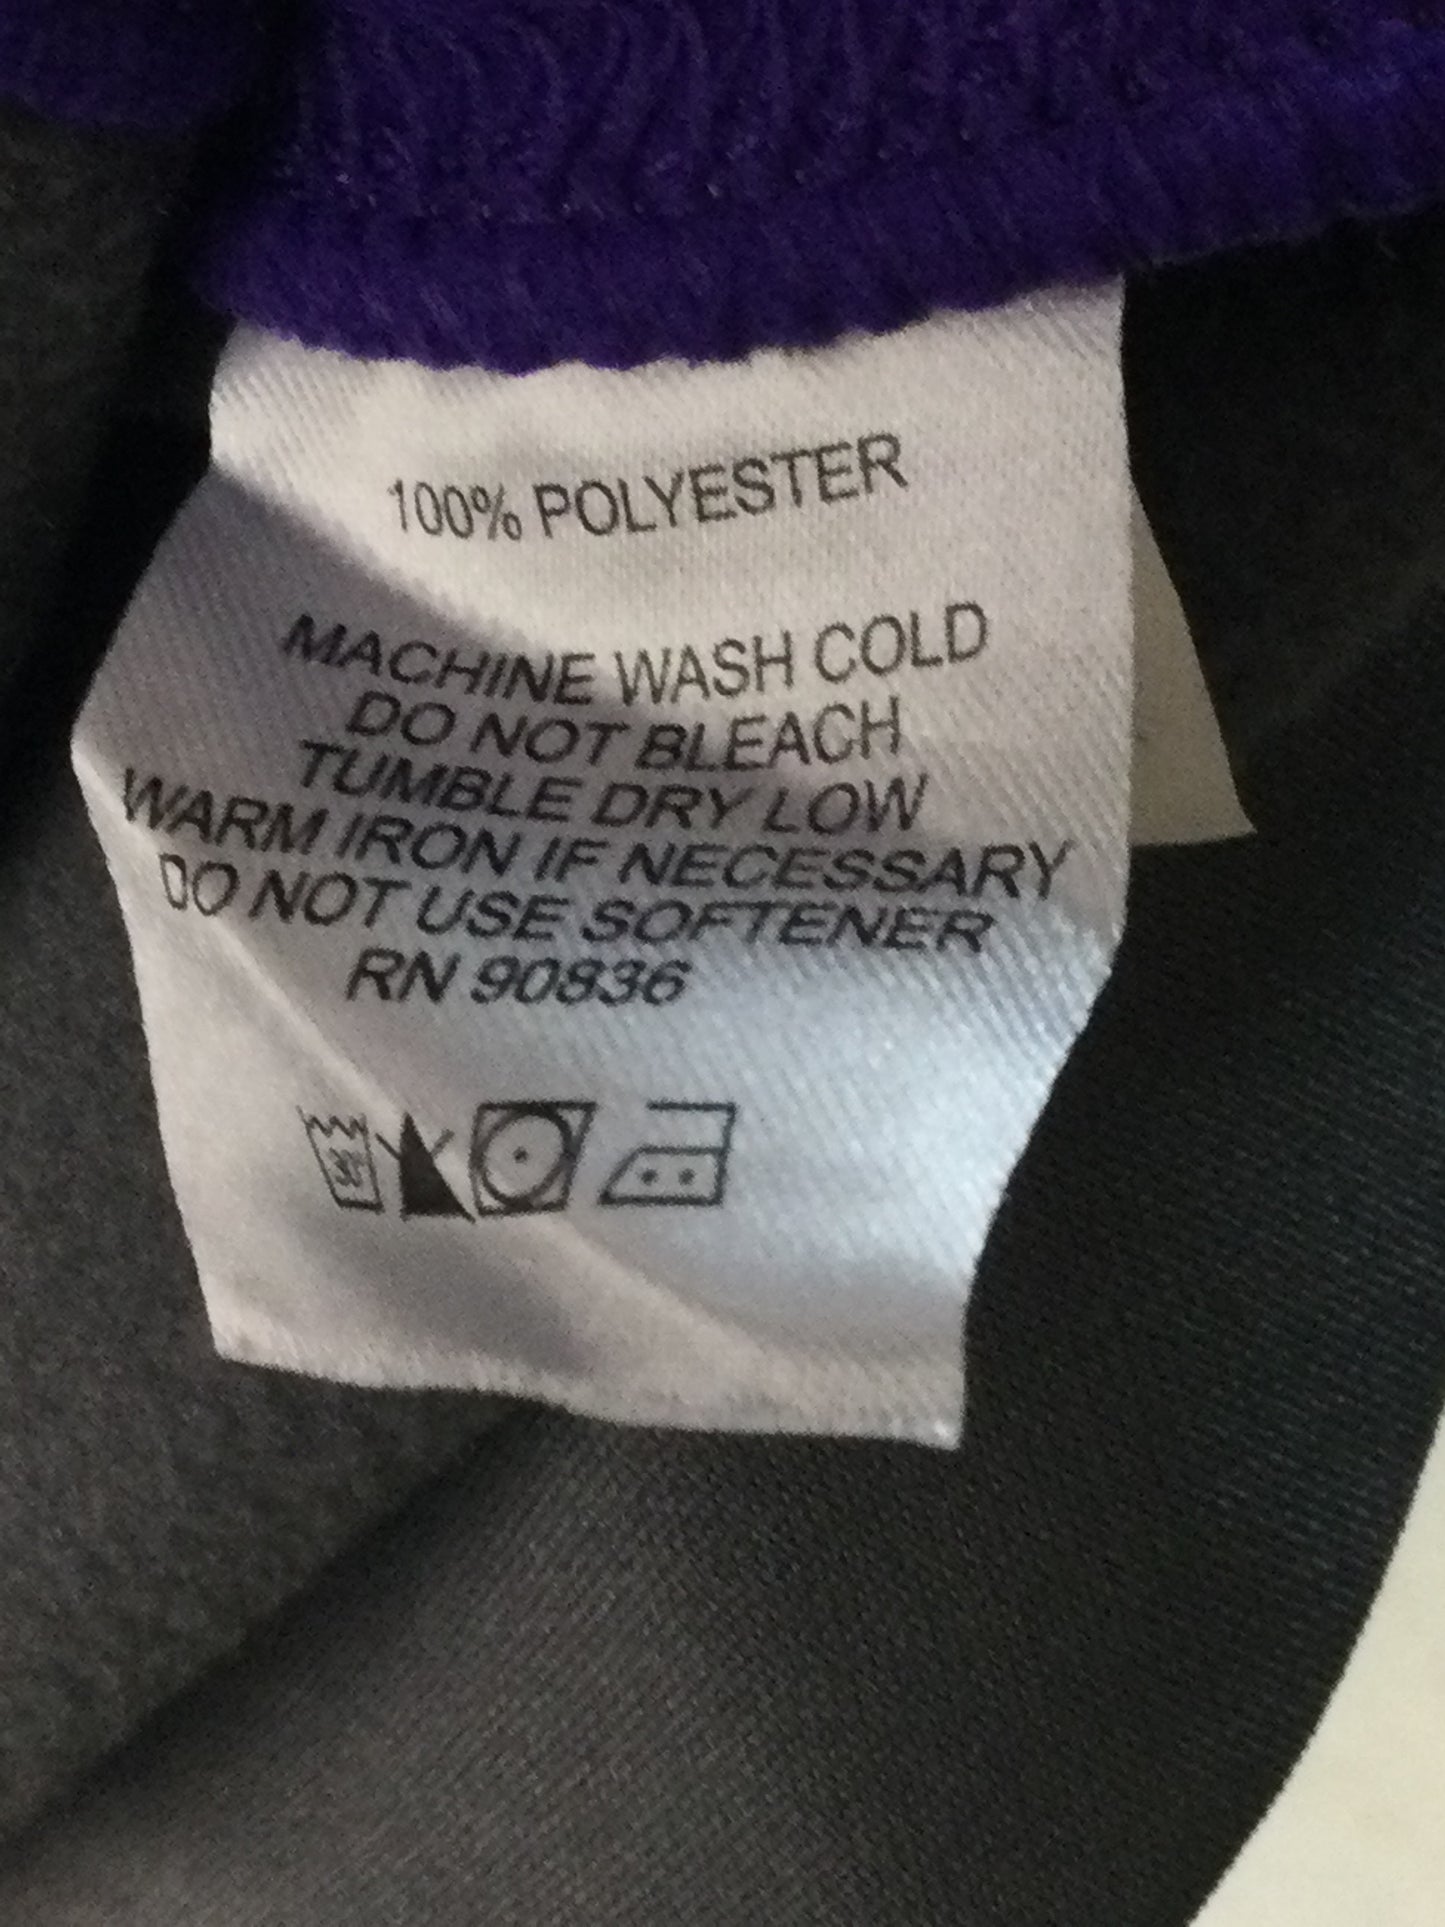 100% POLYESTER
MACHINE WASH COLD
DO NOT BLEACH
TUMBLE DRY LOW
WARM IRON IF NECESSARY
DO NOT USE SOFTENER
RN 90836
30°